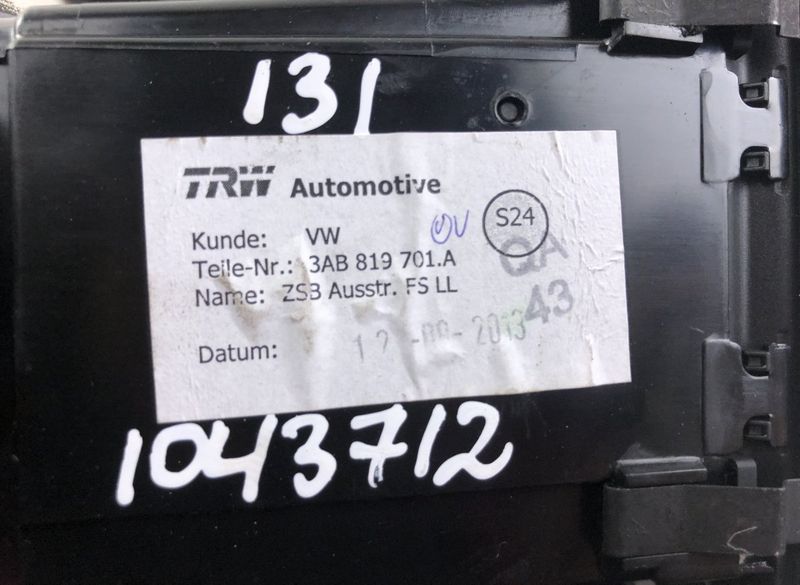 131
TRW Automotive
Kunde: VW
S24
Teile-Nr.: 3AB 819 701.A
QA
Name: ZSB Ausstr. FS LL
43
Datum: 2013
1043712